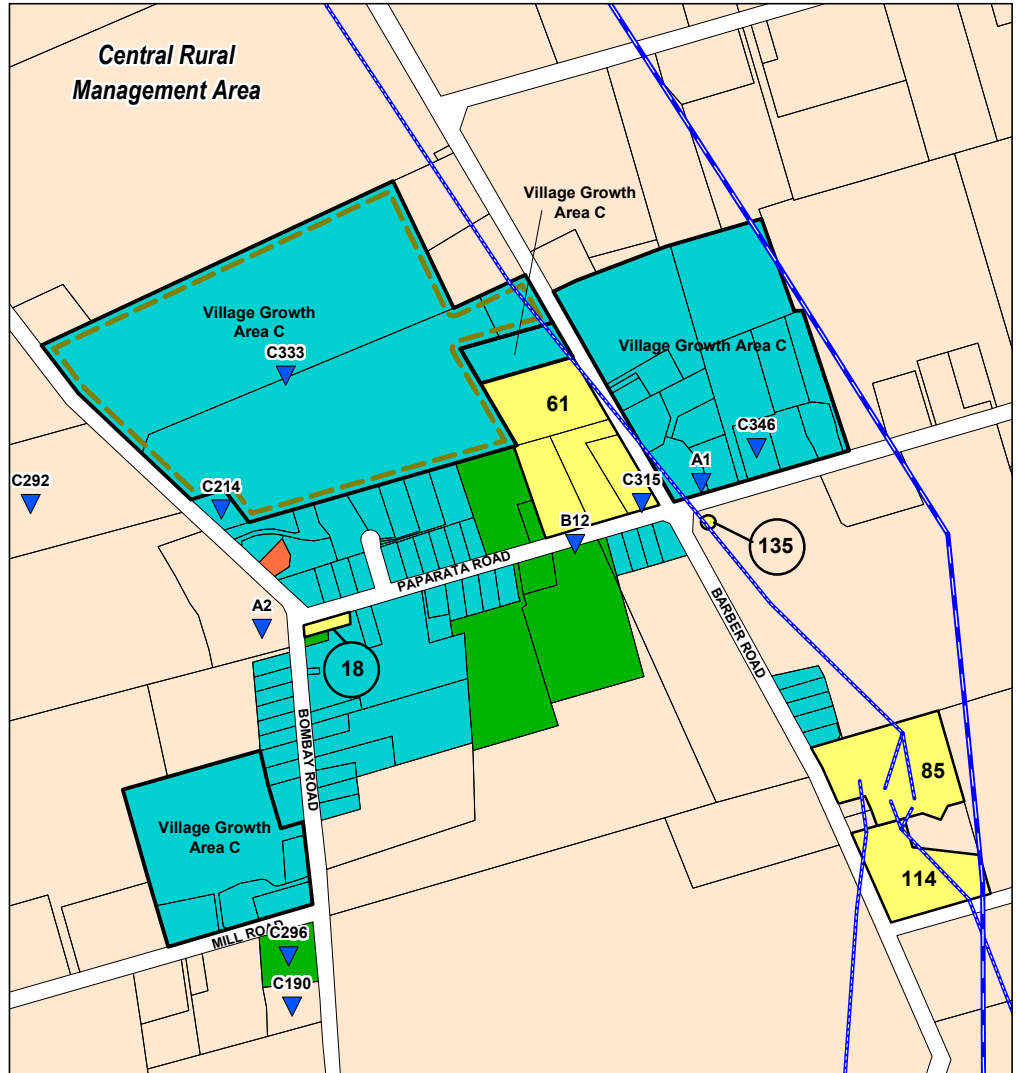 Central Rural
Management Area
Village Growth
Area C
Village Growth
Area C
C333
Village Growth Area C
61
C346
A1
C292
C214
C315
B12
135
PAPARATA ROAD
A2
18
BARBER ROAD
BOMBAY ROAD
85
Village Growth
Area C
114
MILL ROAD
C296
C190